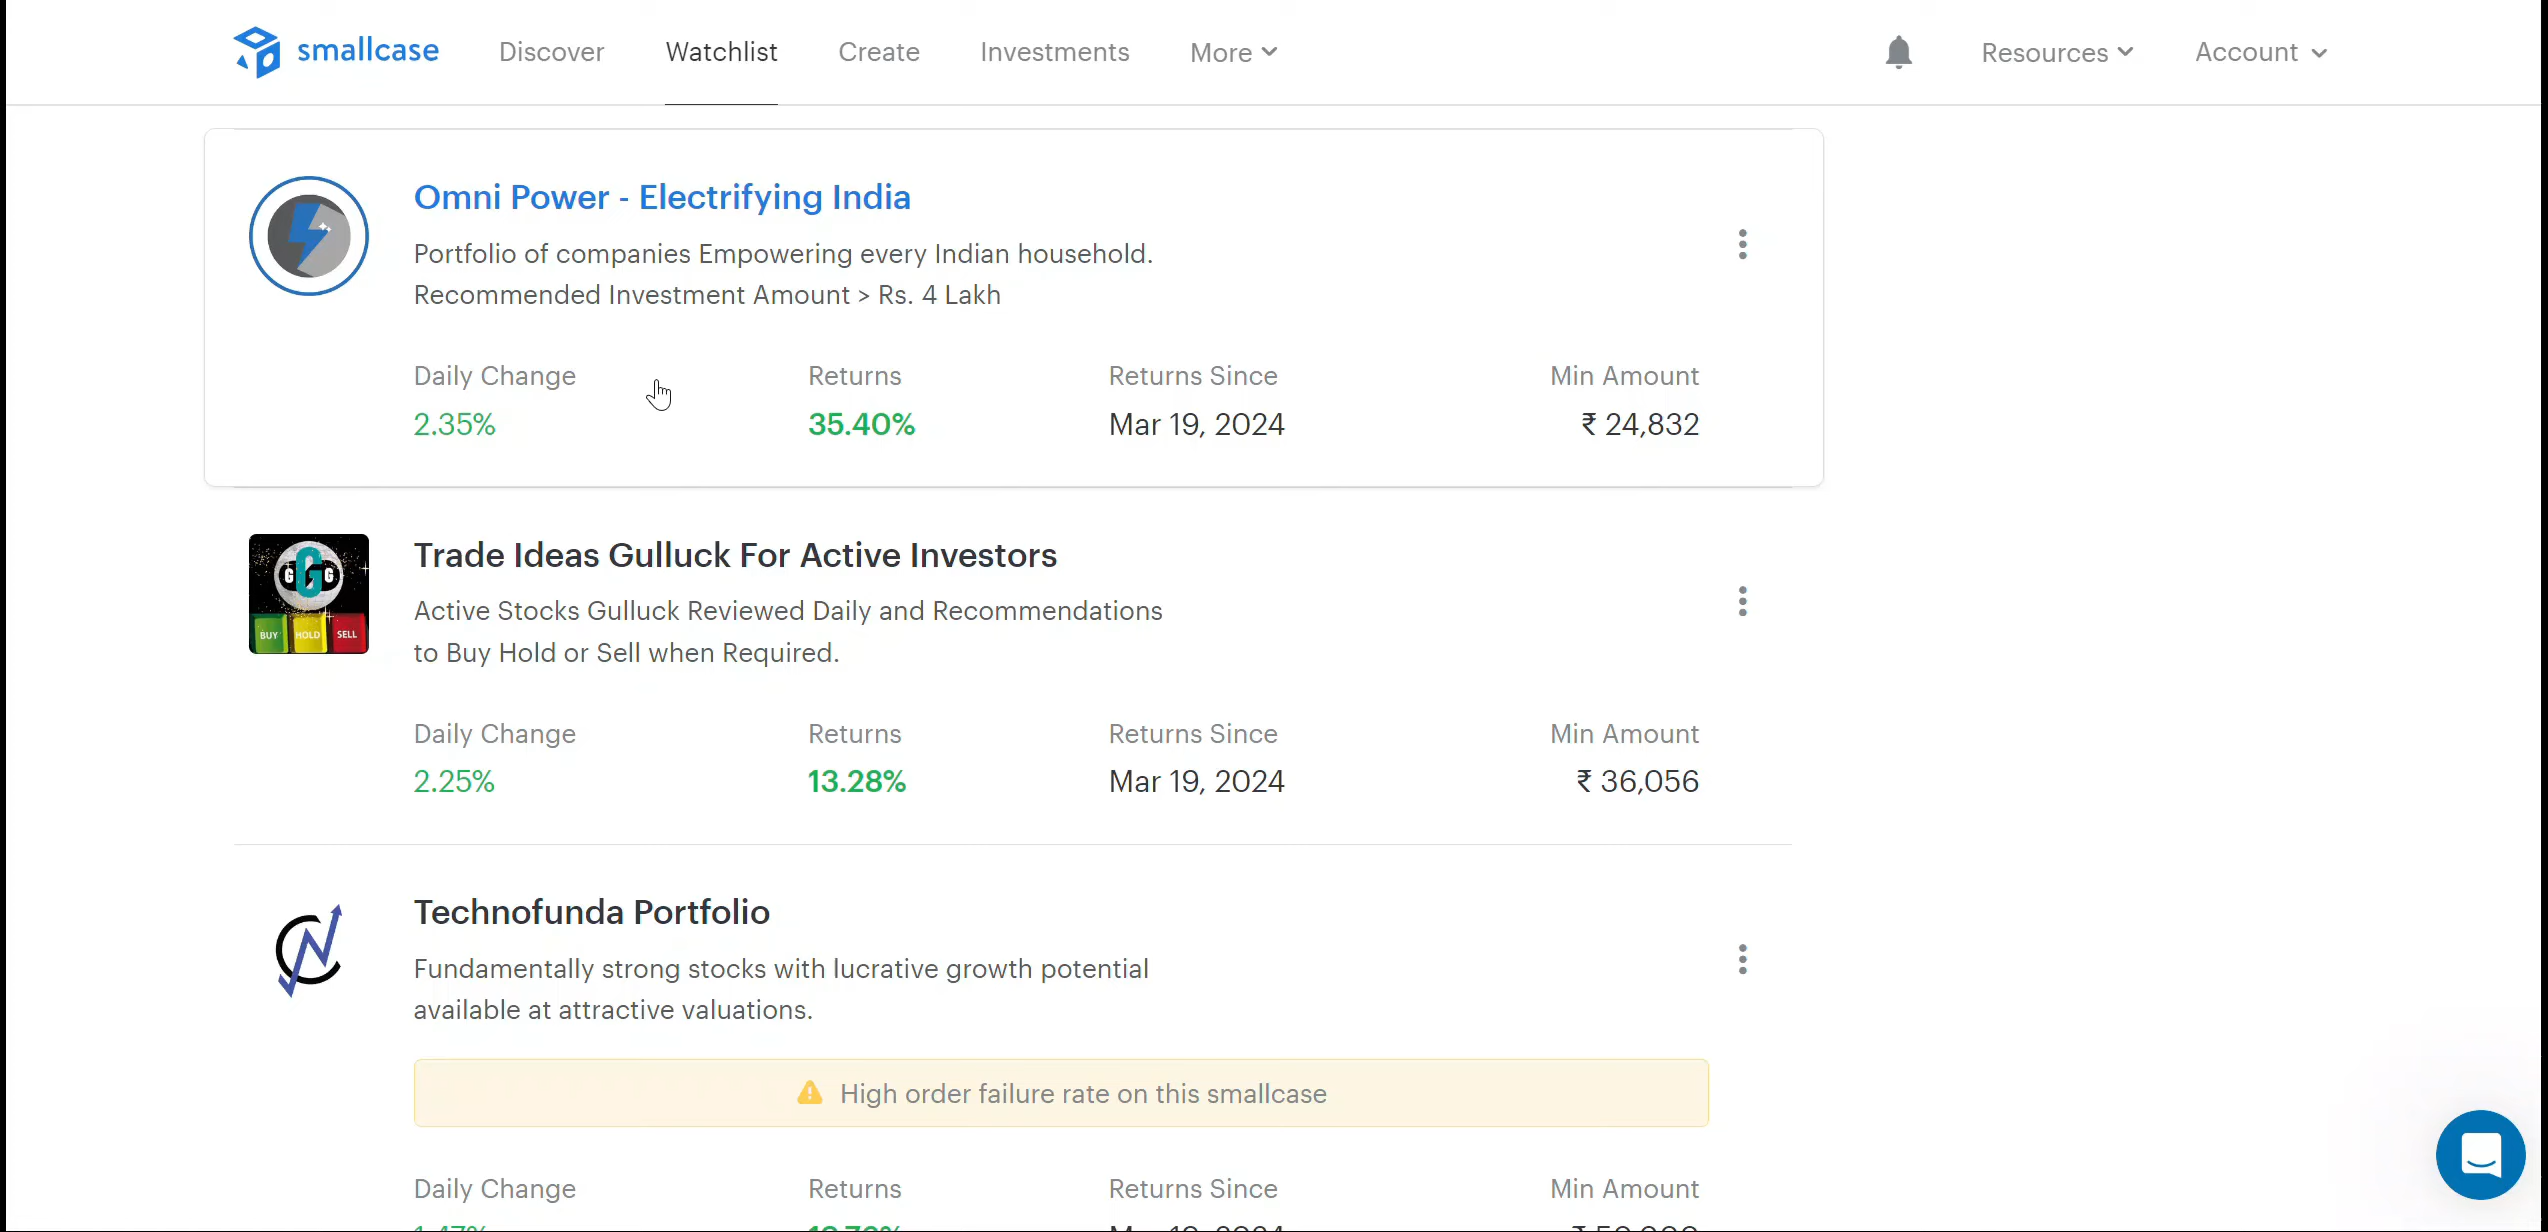 smallcase Discover Watchlist Create Investments More Resources Account
Omni Power - Electrifying India
Portfolio of companies Empowering every Indian household.
Recommended Investment Amount > Rs. 4 Lakh
Daily Change Returns Returns Since Min Amount
2.35% 35.40% Mar 19, 2024 ₹ 24,832
G G G
BUY HOLD SELL
Trade Ideas Gulluck For Active Investors
Active Stocks Gulluck Reviewed Daily and Recommendations
to Buy Hold or Sell when Required.
Daily Change Returns Returns Since Min Amount
2.25% 13.28% Mar 19, 2024 ₹ 36,056
Technofunda Portfolio
Fundamentally strong stocks with lucrative growth potential
available at attractive valuations.
High order failure rate on this smallcase
Daily Change Returns Returns Since Min Amount